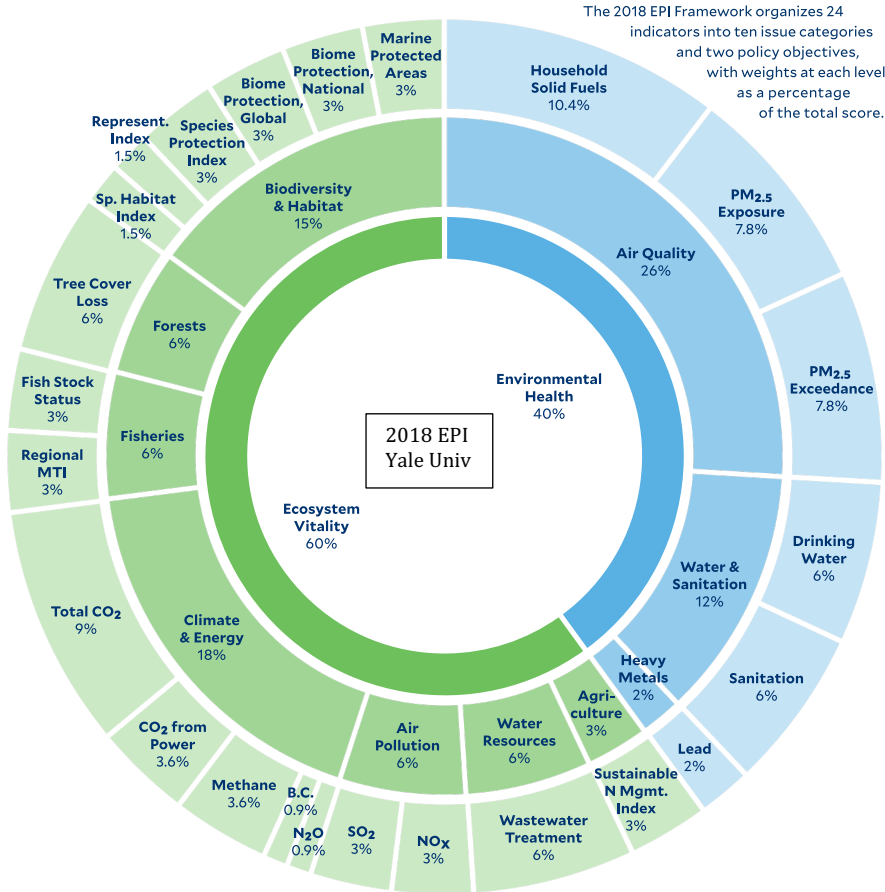 The 2018 EPI Framework organizes 24
indicators into ten issue categories
and two policy objectives,
with weights at each level
as a percentage
of the total score.
Marine
Protected
Areas
3%
Household
Solid Fuels
10.4%
PM2.5
Exposure
7.8%
PM2.5
Exceedance
7.8%
Drinking
Water
6%
Sanitation
6%
Lead
2%
Sustainable
N Mgmt.
Index
3%
Wastewater
Treatment
6%
NOX
3%
SO2
3%
N2O
0.9%
B.C.
0.9%
Methane
3.6%
CO2 from
Power
3.6%
Total CO2
9%
Regional
MTI
3%
Fish Stock
Status
3%
Tree Cover
Loss
6%
Sp. Habitat
Index
1.5%
Represent.
Index
1.5%
Species
Protection
Index
3%
Biome
Protection,
Global
3%
Biome
Protection,
National
3%
Biodiversity
& Habitat
15%
Air Quality
26%
Water &
Sanitation
12%
Heavy
Metals
2%
Agri-
culture
3%
Water
Resources
6%
Air
Pollution
6%
Climate
& Energy
18%
Fisheries
6%
Forests
6%
Environmental
Health
40%
Ecosystem
Vitality
60%
2018 EPI
Yale Univ